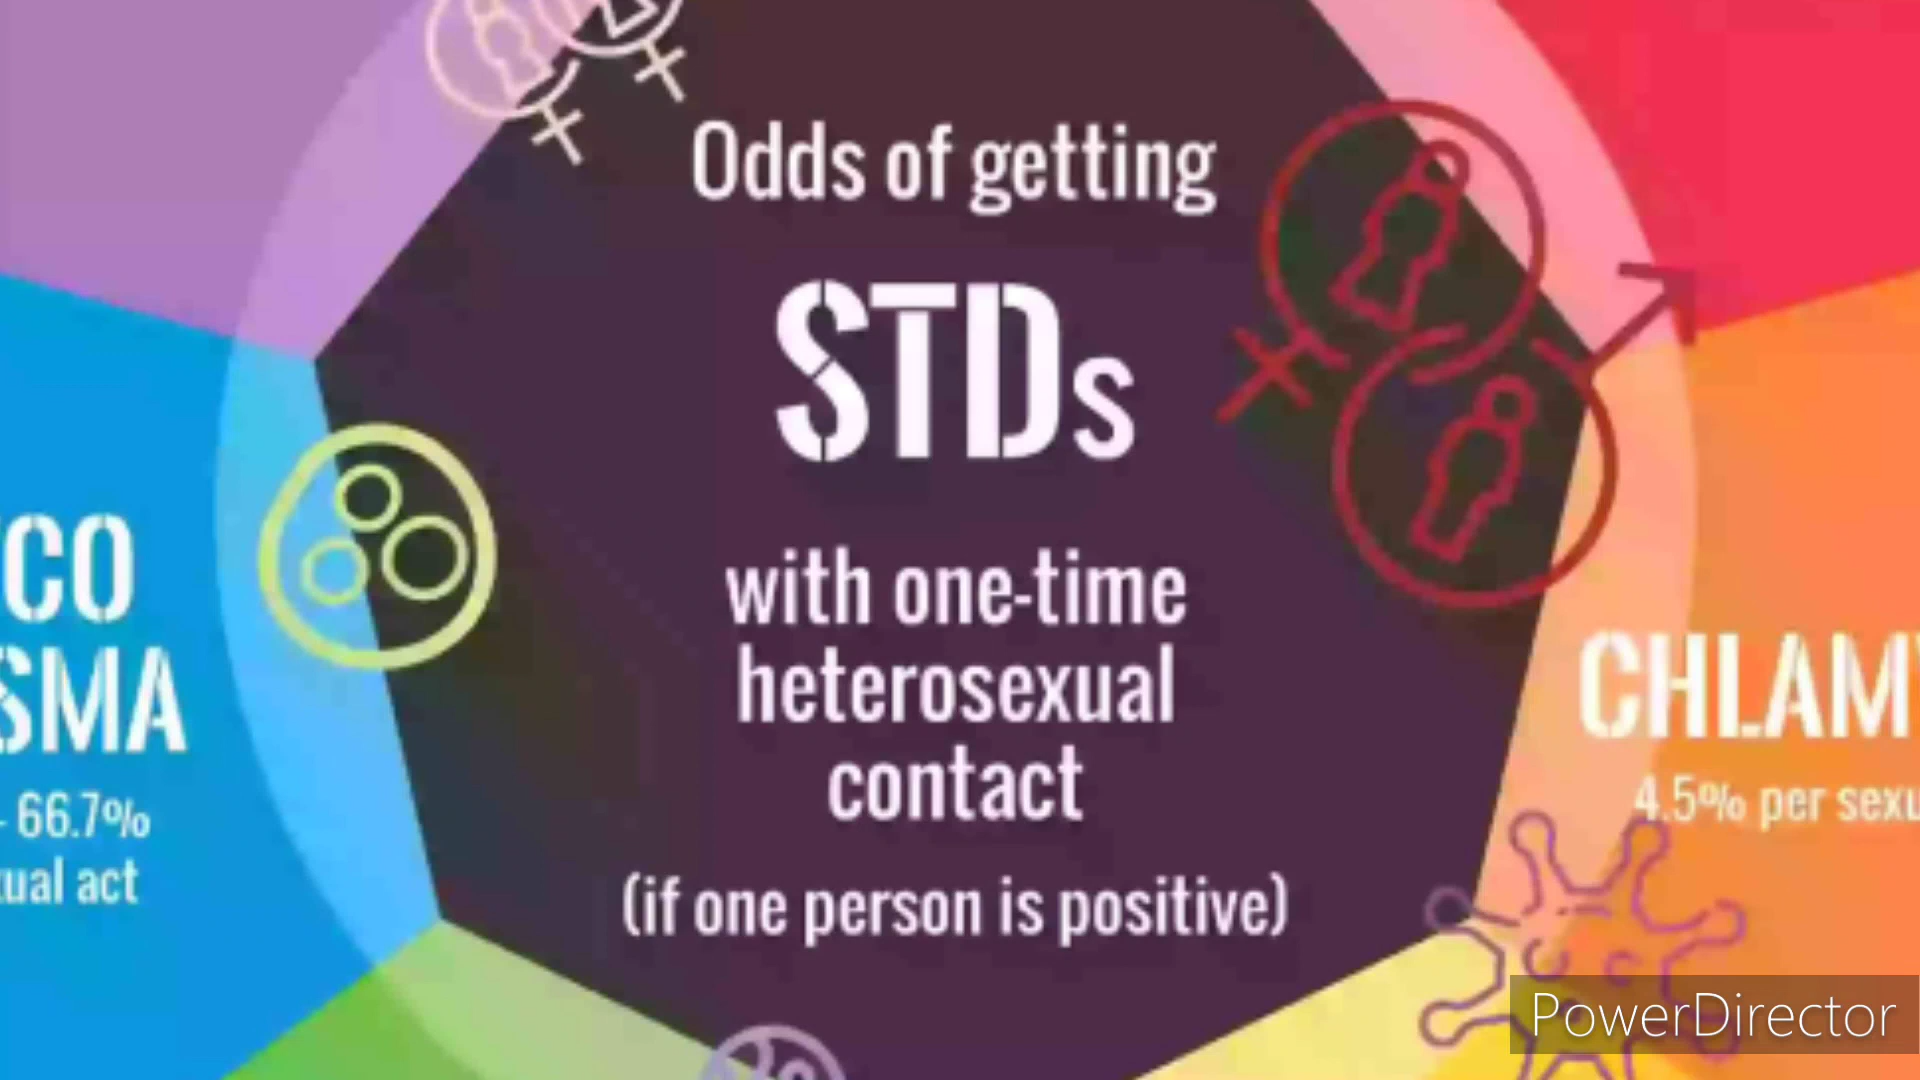 Odds of getting
STDs
with one-time
heterosexual
contact
(if one person is positive)
CO
SMA
- 66.7%
ual act
CHLAM
4.5% per sexu
PowerDirector